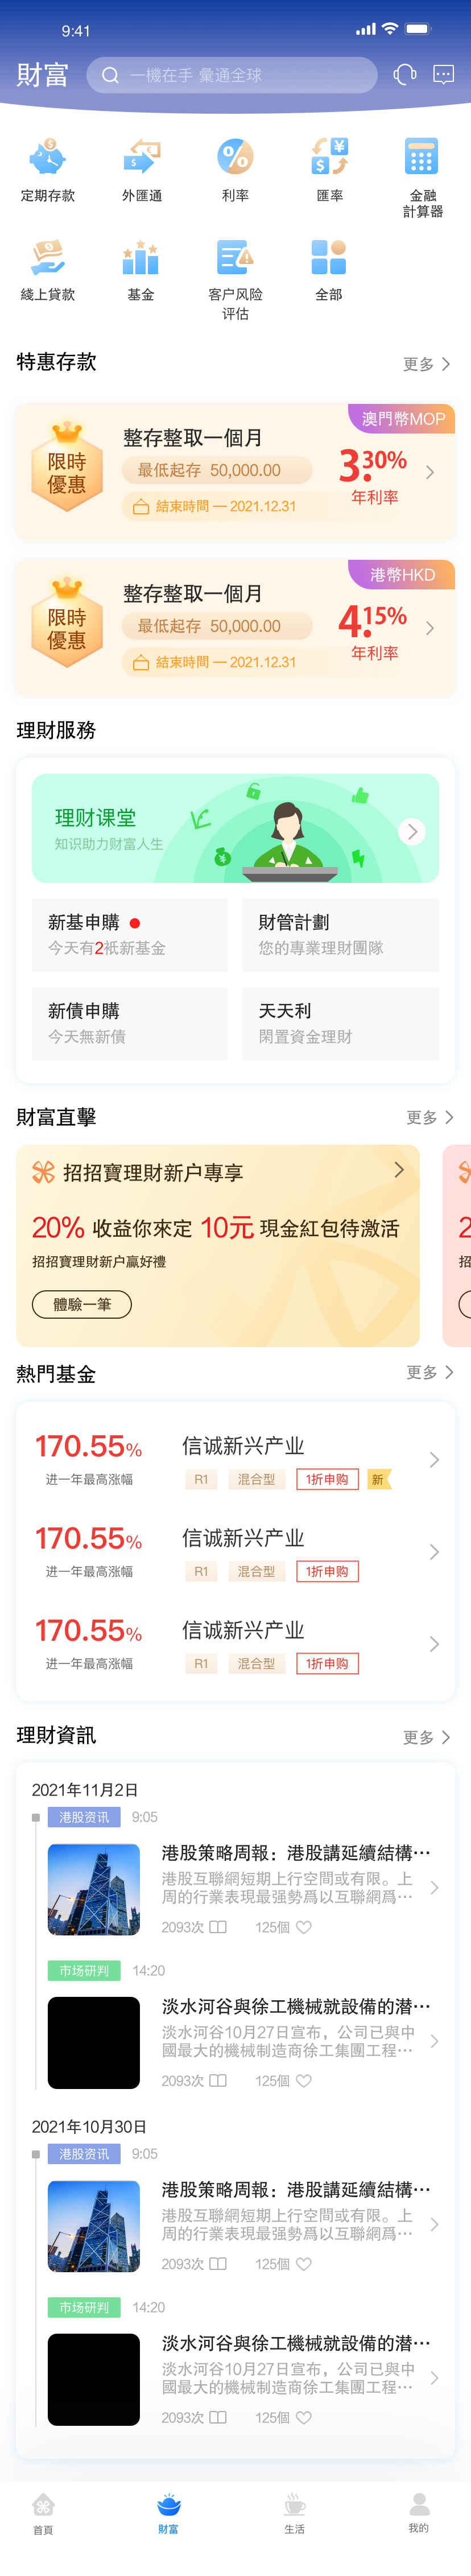 9:41
財富
一機在手 彙通全球
定期存款
外匯通
利率
匯率
金融
計算器
綫上貸款
基金
客户风险
评估
全部
特惠存款
更多
澳門幣MOP
限時
優惠
整存整取一個月
最低起存 50,000.00
結束時間 — 2021.12.31
3.30%
年利率
港幣HKD
限時
優惠
整存整取一個月
最低起存 50,000.00
結束時間 — 2021.12.31
4.15%
年利率
理財服務
理财课堂
知识助力财富人生
新基申購
今天有2祇新基金
財管計劃
您的專業理財團隊
新債申購
今天無新債
天天利
閑置資金理財
財富直擊
更多
招招寶理財新户專享
20% 收益你來定 10元 現金紅包待激活
招招寶理財新户贏好禮
體驗一筆
2
招
熱門基金
更多
170.55%
进一年最高涨幅
信诚新兴产业
R1 混合型 1折申购 新
170.55%
进一年最高涨幅
信诚新兴产业
R1 混合型 1折申购
170.55%
进一年最高涨幅
信诚新兴产业
R1 混合型 1折申购
理財資訊
更多
2021年11月2日
港股资讯 9:05
港股策略周報：港股講延續結構…
港股互聯網短期上行空間或有限。上
周的行業表現最强勢爲以互聯網爲…
2093次 125個
市场研判 14:20
淡水河谷與徐工機械就設備的潜…
淡水河谷10月27日宣布，公司已與中
國最大的機械制造商徐工集團工程…
2093次 125個
2021年10月30日
港股资讯 9:05
港股策略周報：港股講延續結構…
港股互聯網短期上行空間或有限。上
周的行業表現最强勢爲以互聯網爲…
2093次 125個
市场研判 14:20
淡水河谷與徐工機械就設備的潜…
淡水河谷10月27日宣布，公司已與中
國最大的機械制造商徐工集團工程…
2093次 125個
首頁
財富
生活
我的